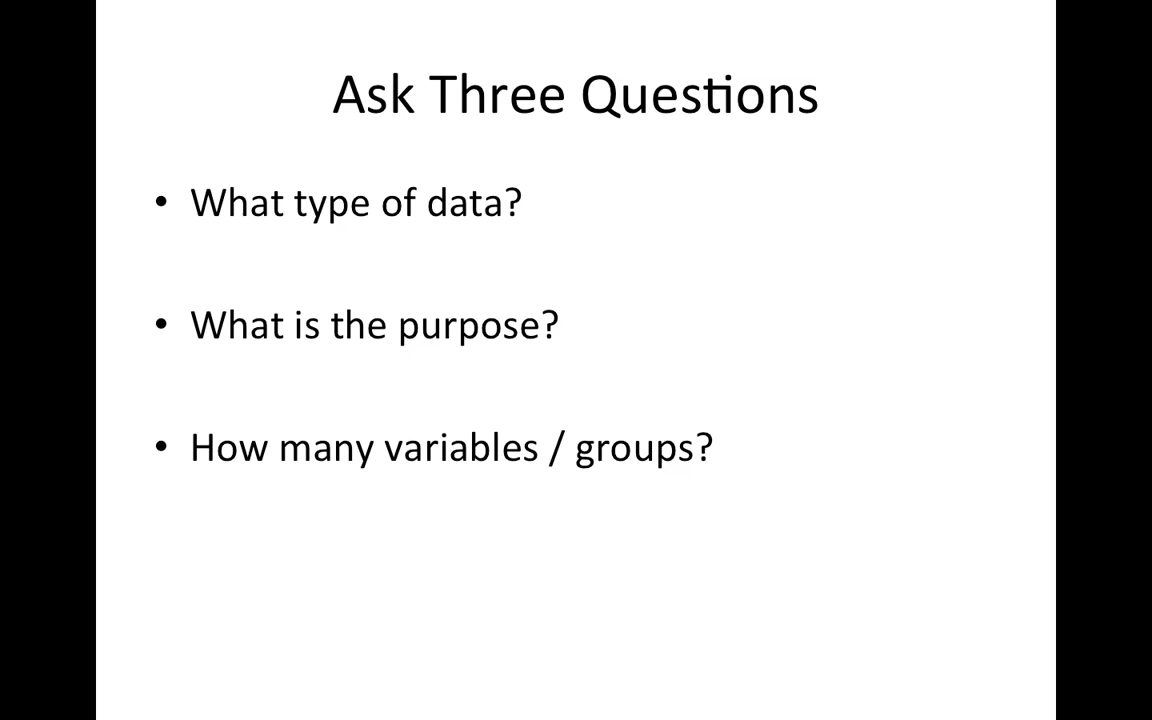 Ask Three Questions
• What type of data?
• What is the purpose?
• How many variables / groups?